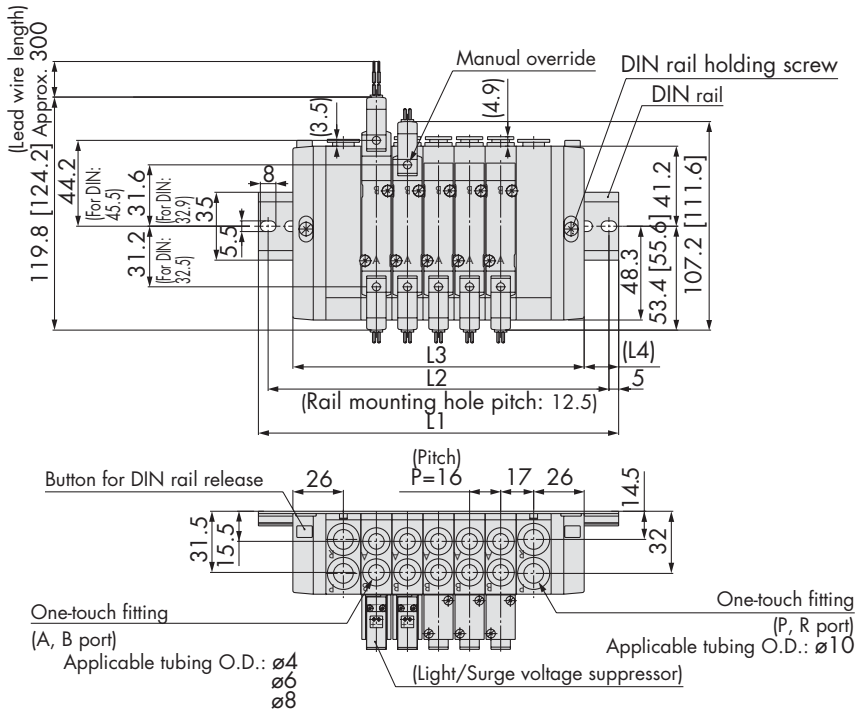 (Lead wire length)
Approx. 300
119.8 [124.2]
44.2
(For DIN:
45.5)
31.6
(For DIN:
32.9)
31.2
(For DIN:
32.5)
8
35
5.5
(3.5)
Manual override
(4.9)
DIN rail holding screw
DIN rail
41.2
48.3
53.4 [55.6]
107.2 [111.6]
B B B B B
A A A A A
L3
(L4)
L2
5
(Rail mounting hole pitch: 12.5)
L1
(Pitch)
P=16
17
26
14.5
Button for DIN rail release
26
31.5
15.5
32
One-touch fitting
(A, B port)
Applicable tubing O.D.: ø4
ø6
ø8
(Light/Surge voltage suppressor)
One-touch fitting
(P, R port)
Applicable tubing O.D.: ø10